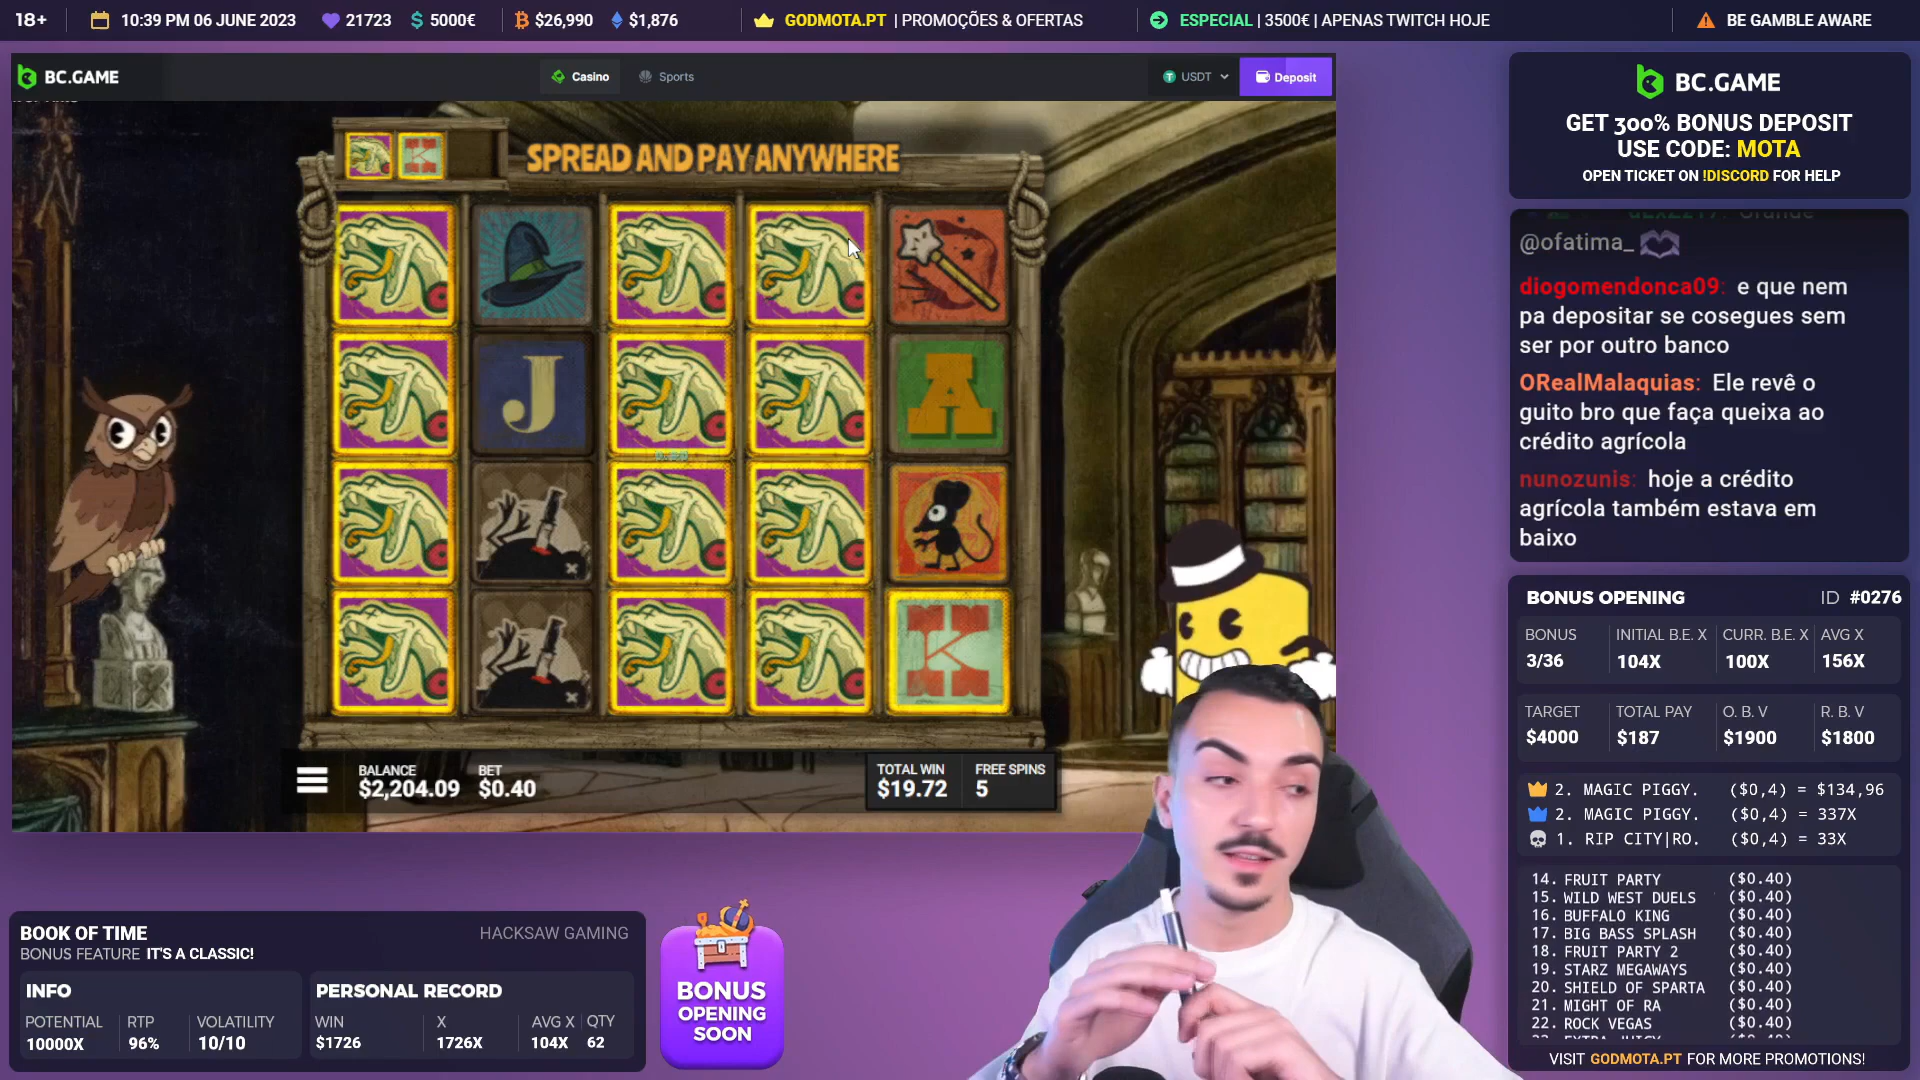 18+
10:39 PM 06 JUNE 2023
21723
5000€
$26,990
$1,876
GODMOTA.PT | PROMOÇÕES & OFERTAS
ESPECIAL | 3500€ | APENAS TWITCH HOJE
BE GAMBLE AWARE
BC.GAME
Casino
Sports
USDT
Deposit
K
SPREAD AND PAY ANYWHERE
J
A
K
BALANCE
$2,204.09
BET
$0.40
TOTAL WIN
$19.72
FREE SPINS
5
BC.GAME
GET 300% BONUS DEPOSIT
USE CODE: MOTA
OPEN TICKET ON !DISCORD FOR HELP
@ofatima_
diogomendonca09: e que nem
pa depositar se cosegues sem
ser por outro banco
ORealMalaquias: Ele revê o
guito bro que faça queixa ao
crédito agrícola
nunozunis: hoje a crédito
agrícola também estava em
baixo
BONUS OPENING ID #0276
BONUS INITIAL B.E. X CURR. B.E. X AVG X
3/36 104X 100X 156X
TARGET TOTAL PAY O. B. V R. B. V
$4000 $187 $1900 $1800
2. MAGIC PIGGY. ($0,4) = $134,96
2. MAGIC PIGGY. ($0,4) = 337X
1. RIP CITY|RO. ($0,4) = 33X
14. FRUIT PARTY ($0.40)
15. WILD WEST DUELS ($0.40)
16. BUFFALO KING ($0.40)
17. BIG BASS SPLASH ($0.40)
18. FRUIT PARTY 2 ($0.40)
19. STARZ MEGAWAYS ($0.40)
20. SHIELD OF SPARTA ($0.40)
21. MIGHT OF RA ($0.40)
22. ROCK VEGAS ($0.40)
VISIT GODMOTA.PT FOR MORE PROMOTIONS!
BOOK OF TIME HACKSAW GAMING
BONUS FEATURE IT'S A CLASSIC!
INFO
POTENTIAL RTP VOLATILITY
10000X 96% 10/10
PERSONAL RECORD
WIN X AVG X QTY
$1726 1726X 104X 62
BONUS
OPENING
SOON